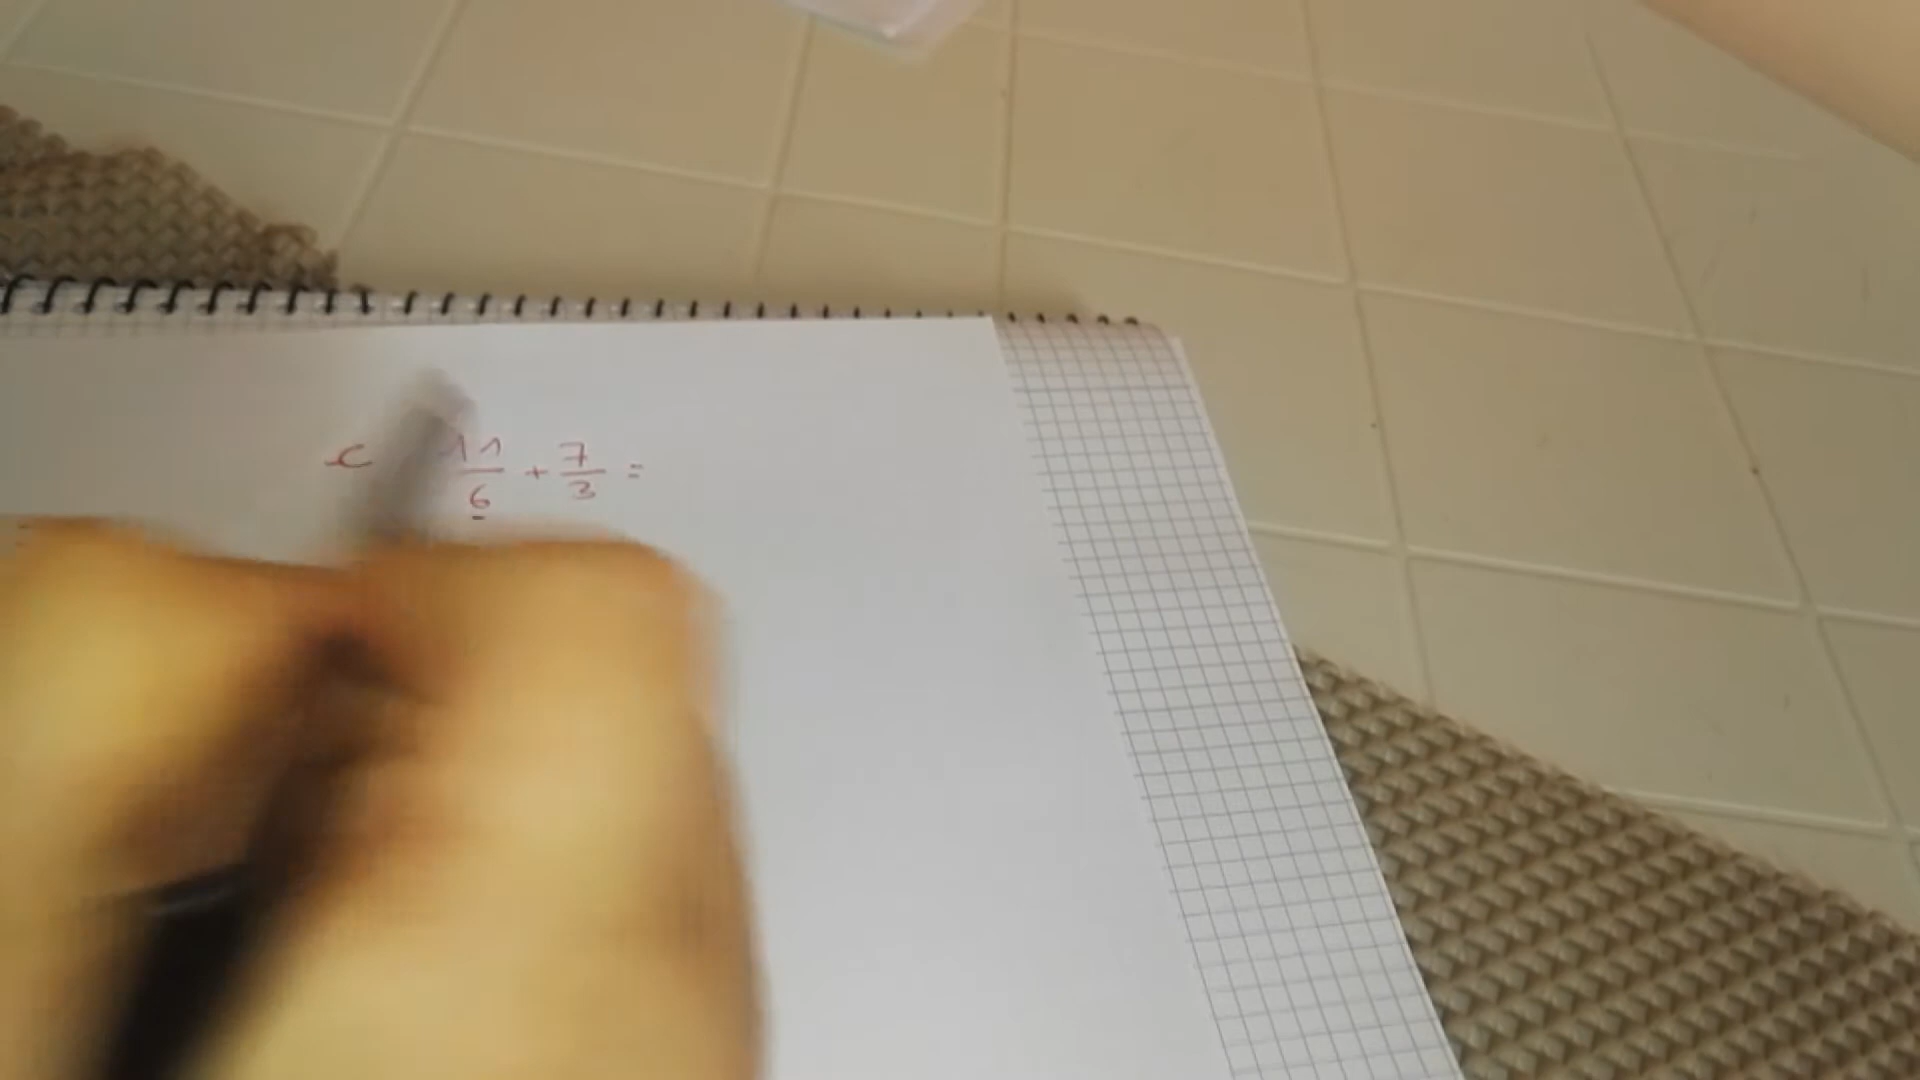 c 11/6 + 7/3 =